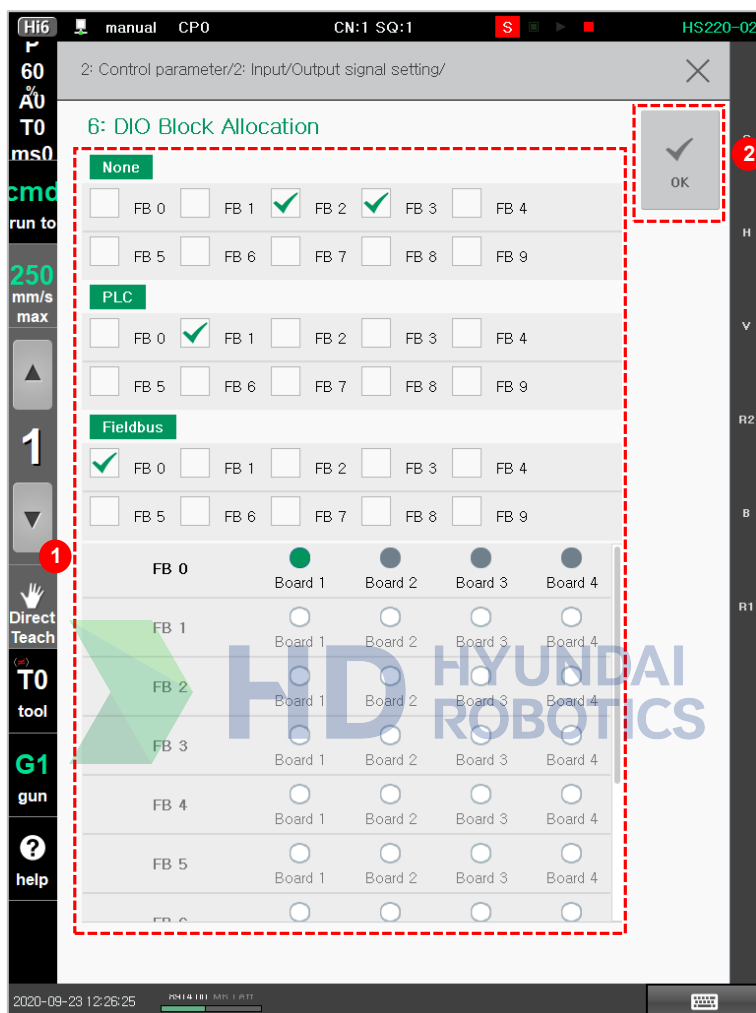 Hi6 manual CP0 CN:1 SQ:1 S HS220-02
P
60
%
AU
T0
ms0
cmd
run to
250
mm/s
max
1
Direct
Teach
(≠)
T0
tool
G1
gun
?
help
2: Control parameter/2: Input/Output signal setting/
6: DIO Block Allocation
OK
2
None
FB 0 FB 1 FB 2 FB 3 FB 4
FB 5 FB 6 FB 7 FB 8 FB 9
PLC
FB 0 FB 1 FB 2 FB 3 FB 4
FB 5 FB 6 FB 7 FB 8 FB 9
Fieldbus
FB 0 FB 1 FB 2 FB 3 FB 4
FB 5 FB 6 FB 7 FB 8 FB 9
1
FB 0 Board 1 Board 2 Board 3 Board 4
FB 1 Board 1 Board 2 Board 3 Board 4
FB 2 Board 1 Board 2 Board 3 Board 4
FB 3 Board 1 Board 2 Board 3 Board 4
FB 4 Board 1 Board 2 Board 3 Board 4
FB 5 Board 1 Board 2 Board 3 Board 4
HD HYUNDAI
ROBOTICS
H
V
R2
B
R1
2020-09-23 12:26:25